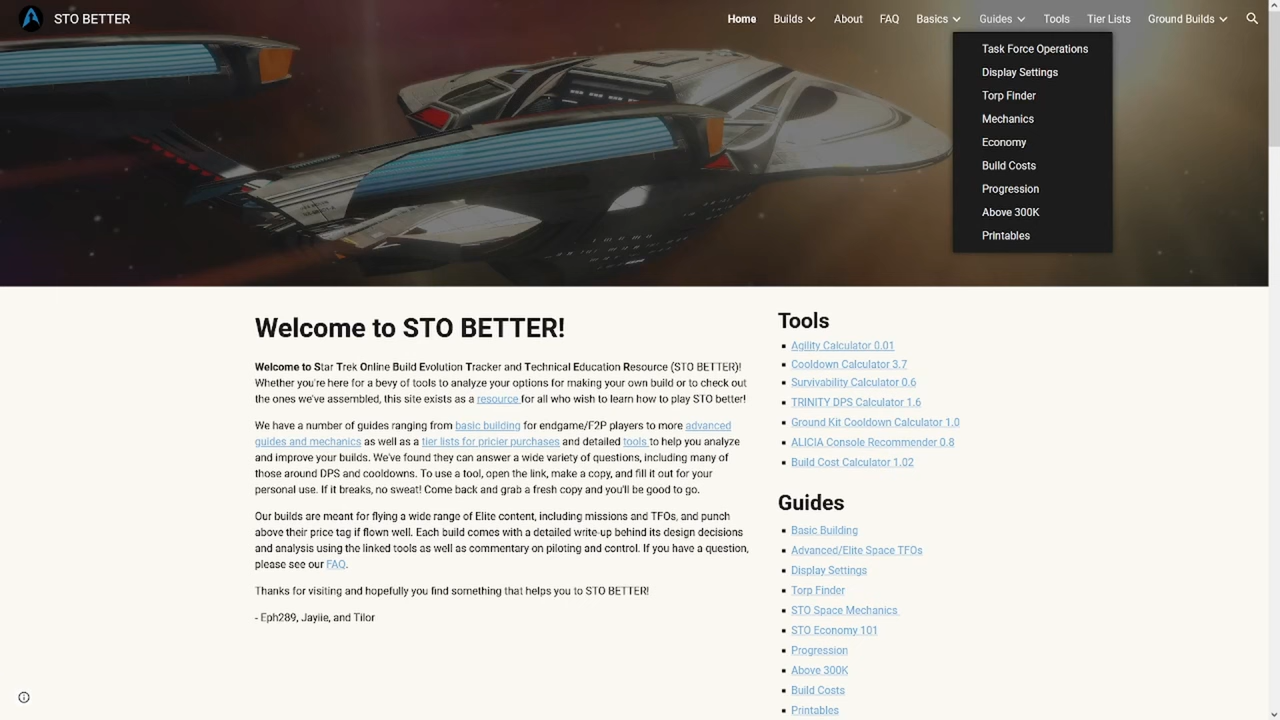 STO BETTER
Home Builds About FAQ Basics Guides Tools Tier Lists Ground Builds
Task Force Operations
Display Settings
Torp Finder
Mechanics
Economy
Build Costs
Progression
Above 300K
Printables
Welcome to STO BETTER!
Welcome to Star Trek Online Build Evolution Tracker and Technical Education Resource (STO BETTER)!
Whether you're here for a bevy of tools to analyze your options for making your own build or to check out
the ones we've assembled, this site exists as a resource for all who wish to learn how to play STO better!
We have a number of guides ranging from basic building for endgame/F2P players to more advanced
guides and mechanics as well as a tier lists for pricier purchases and detailed tools to help you analyze
and improve your builds. We've found they can answer a wide variety of questions, including many of
those around DPS and cooldowns. To use a tool, open the link, make a copy, and fill it out for your
personal use. If it breaks, no sweat! Come back and grab a fresh copy and you'll be good to go.
Our builds are meant for flying a wide range of Elite content, including missions and TFOs, and punch
above their price tag if flown well. Each build comes with a detailed write-up behind its design decisions
and analysis using the linked tools as well as commentary on piloting and control. If you have a question,
please see our FAQ.
Thanks for visiting and hopefully you find something that helps you to STO BETTER!
- Eph289, Jayiie, and Tilor
Tools
Agility Calculator 0.01
Cooldown Calculator 3.7
Survivability Calculator 0.6
TRINITY DPS Calculator 1.6
Ground Kit Cooldown Calculator 1.0
ALICIA Console Recommender 0.8
Build Cost Calculator 1.02
Guides
Basic Building
Advanced/Elite Space TFOs
Display Settings
Torp Finder
STO Space Mechanics
STO Economy 101
Progression
Above 300K
Build Costs
Printables